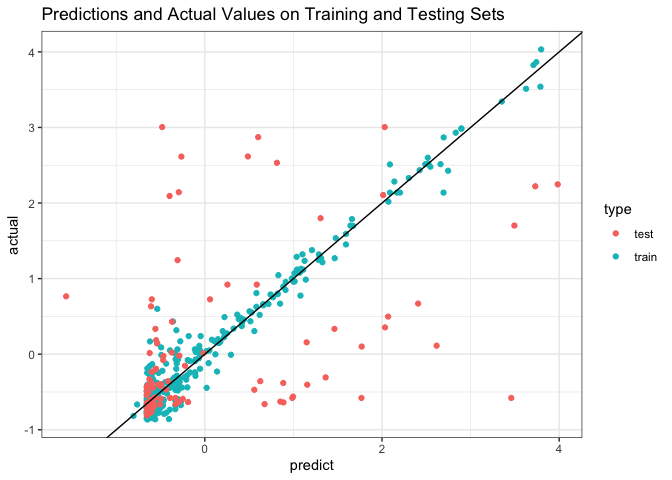 Predictions and Actual Values on Training and Testing Sets
4
3
2
1
0
-1
actual
0
2
4
predict
type
test
train